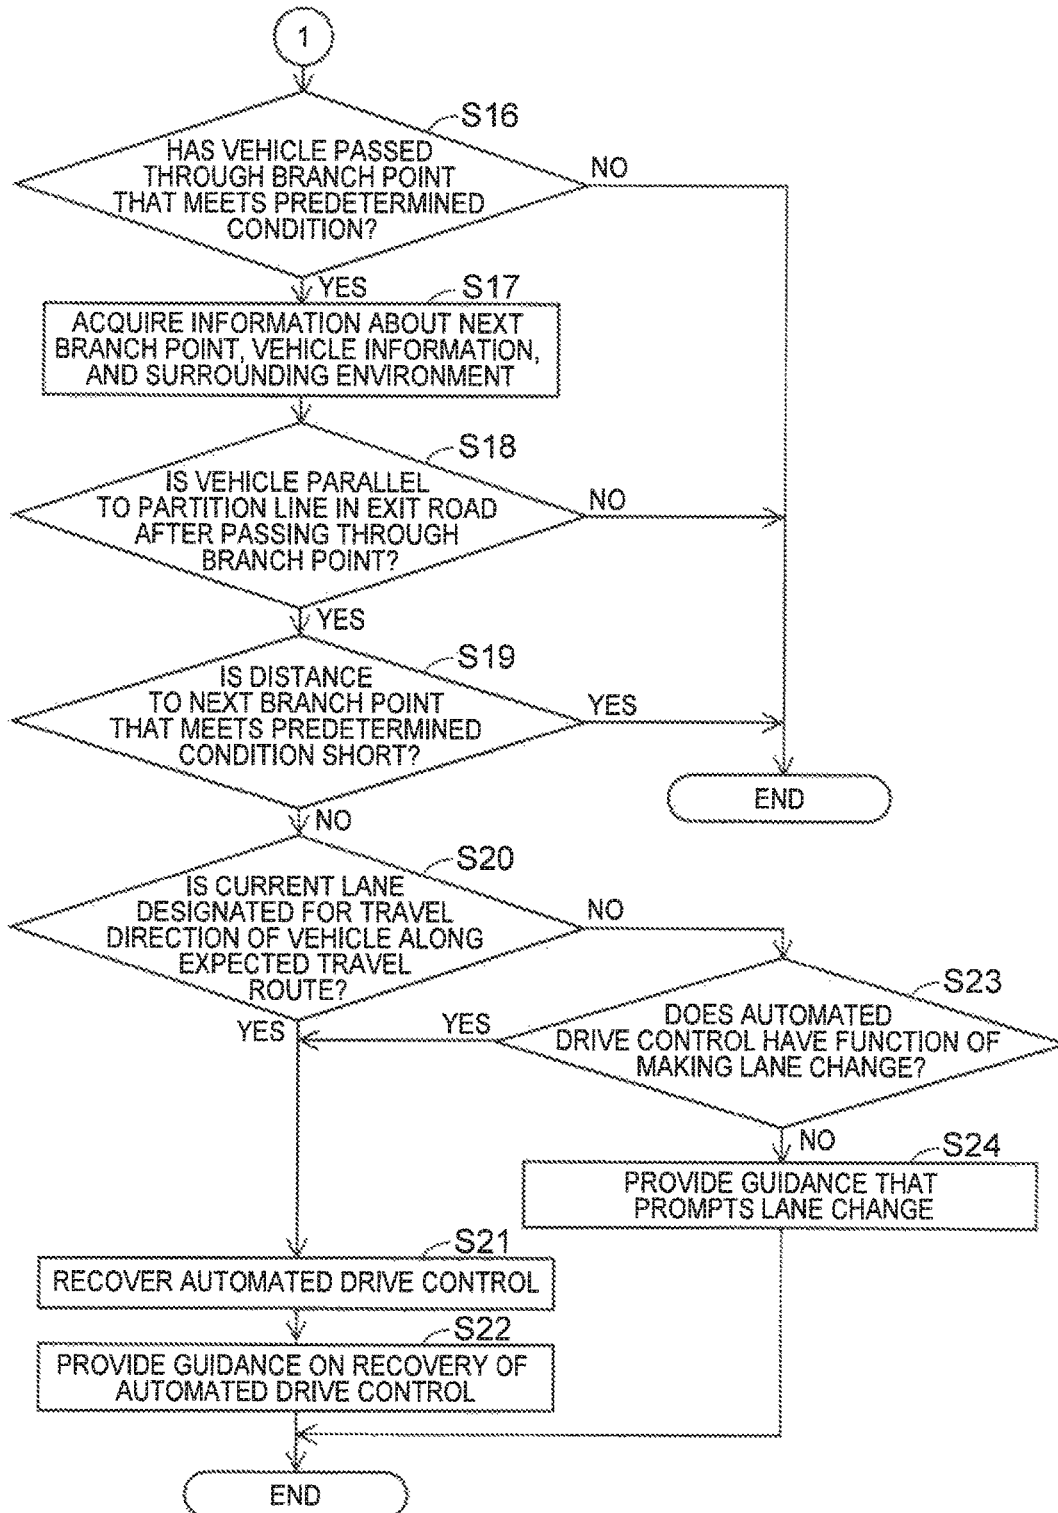 1
S16
HAS VEHICLE PASSED
THROUGH BRANCH POINT
THAT MEETS PREDETERMINED
CONDITION?
NO
YES
S17
ACQUIRE INFORMATION ABOUT NEXT
BRANCH POINT, VEHICLE INFORMATION,
AND SURROUNDING ENVIRONMENT
S18
IS VEHICLE PARALLEL
TO PARTITION LINE IN EXIT ROAD
AFTER PASSING THROUGH
BRANCH POINT?
NO
YES
S19
IS DISTANCE
TO NEXT BRANCH POINT
THAT MEETS PREDETERMINED
CONDITION SHORT?
YES
END
NO
S20
IS CURRENT LANE
DESIGNATED FOR TRAVEL
DIRECTION OF VEHICLE ALONG
EXPECTED TRAVEL
ROUTE?
NO
YES
S23
DOES AUTOMATED
DRIVE CONTROL HAVE FUNCTION OF
MAKING LANE CHANGE?
YES
NO
S24
PROVIDE GUIDANCE THAT
PROMPTS LANE CHANGE
S21
RECOVER AUTOMATED DRIVE CONTROL
S22
PROVIDE GUIDANCE ON RECOVERY OF
AUTOMATED DRIVE CONTROL
END